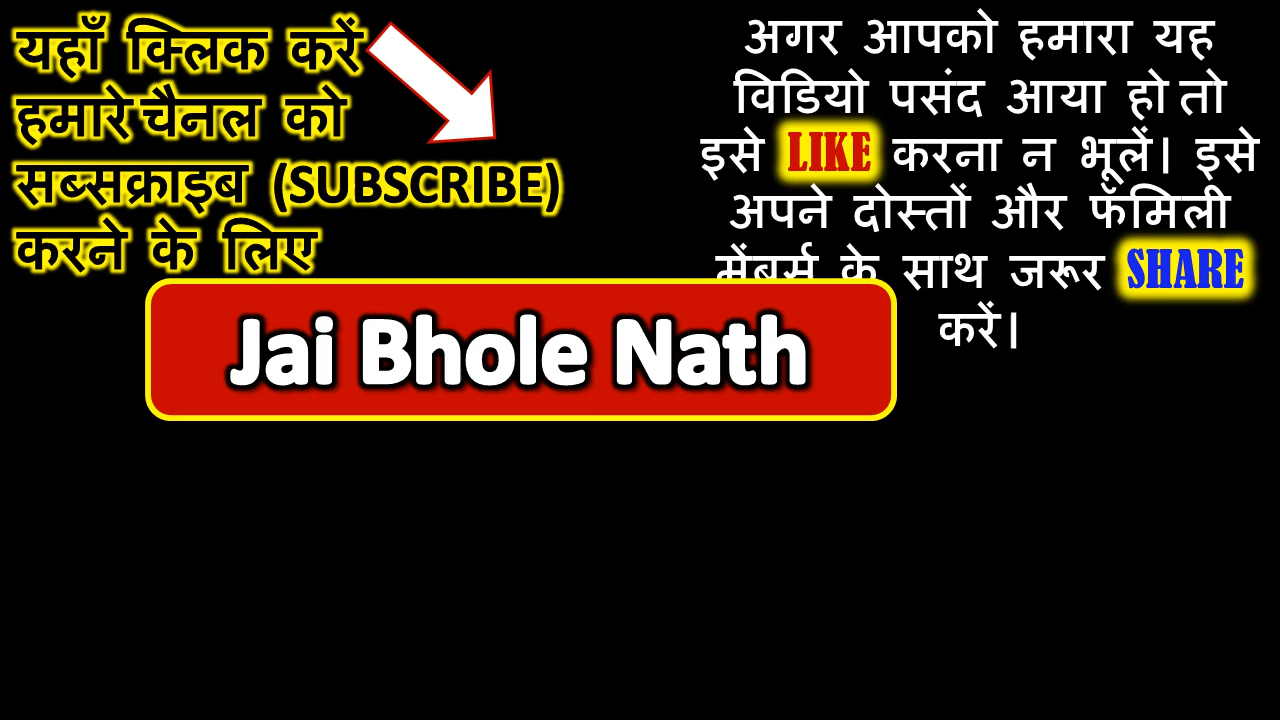 यहाँ क्लिक करें
हमारे चैनल को
सब्सक्राइब (SUBSCRIBE)
करने के लिए
अगर आपको हमारा यह
विडियो पसंद आया हो तो
इसे LIKE करना न भूलें। इसे
अपने दोस्तों और फॅमिली
मेंबर्स के साथ जरूर SHARE
करें।
Jai Bhole Nath